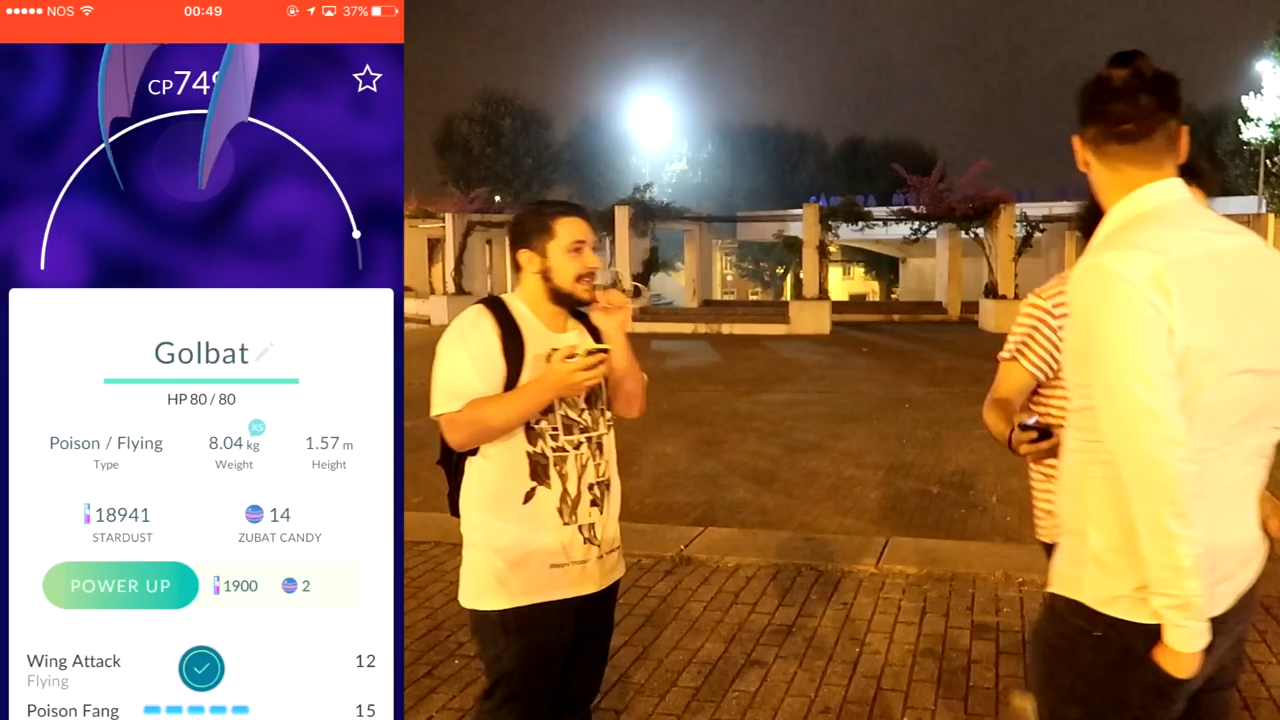 NOS 00:49 37%
CP749
Golbat
HP 80 / 80
XS
Poison / Flying 8.04 kg 1.57 m
Type Weight Height
18941 14
STARDUST ZUBAT CANDY
POWER UP 1900 2
Wing Attack 12
Flying
Poison Fang 15